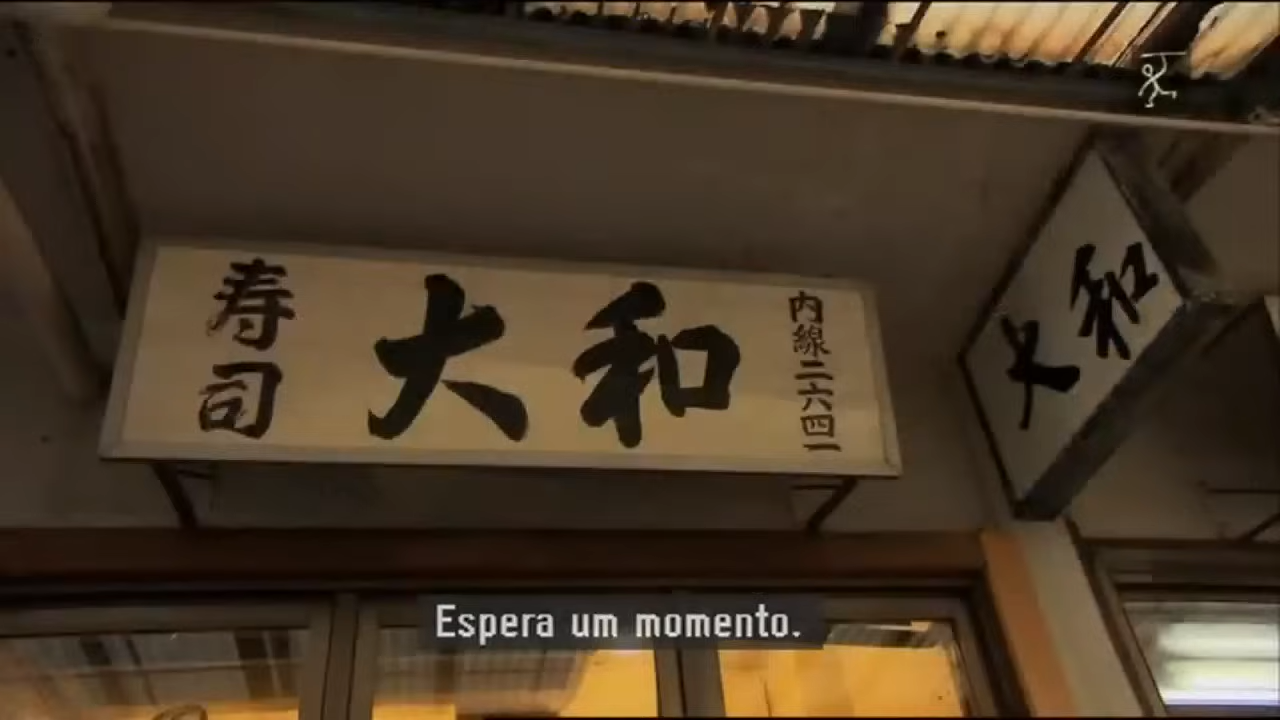 寿司
大和
内線二六四一
大和
Espera um momento.